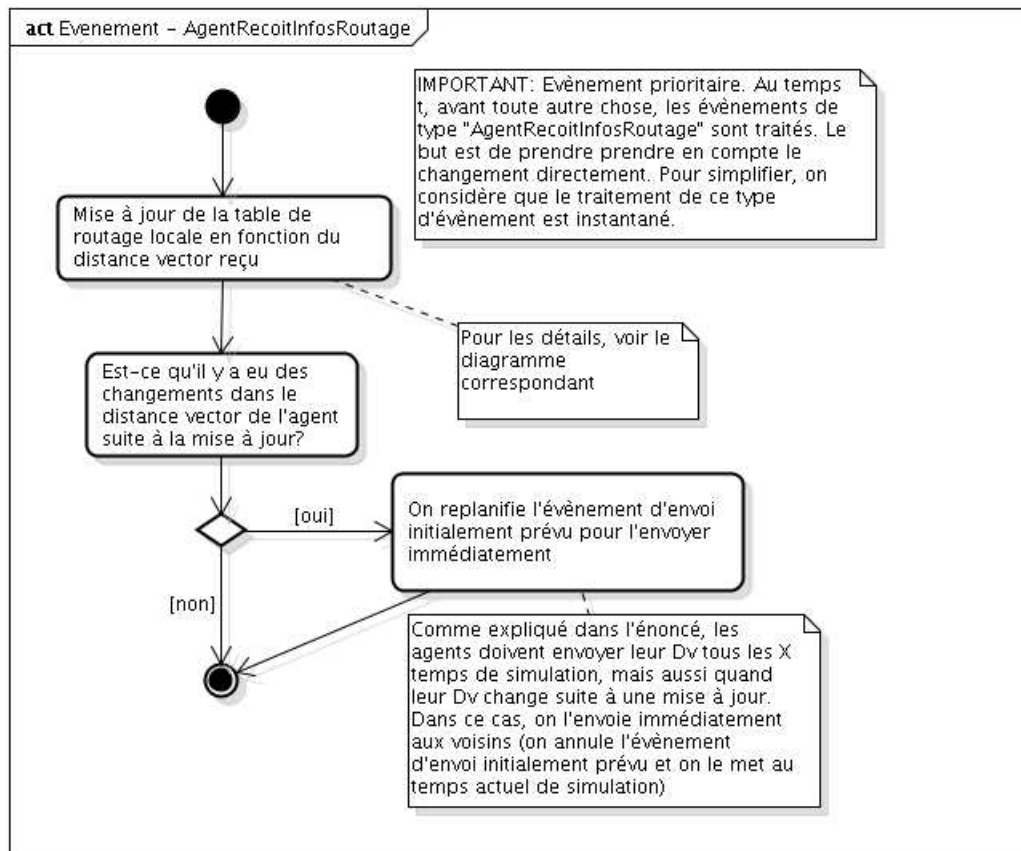 act Evenement - AgentRecoitInfosRoutage
IMPORTANT: Evènement prioritaire. Au temps
t, avant toute autre chose, les évènements de
type "AgentRecoitInfosRoutage" sont traités. Le
but est de prendre prendre en compte le
changement directement. Pour simplifier, on
considère que le traitement de ce type
d'évènement est instantané.
Mise à jour de la table de
routage locale en fonction du
distance vector reçu
Pour les détails, voir le
diagramme
correspondant
Est-ce qu'il y a eu des
changements dans le
distance vector de l'agent
suite à la mise à jour?
[oui]
On replanifie l'évènement d'envoi
initialement prévu pour l'envoyer
immédiatement
[non]
Comme expliqué dans l'énoncé, les
agents doivent envoyer leur Dv tous les X
temps de simulation, mais aussi quand
leur Dv change suite à une mise à jour.
Dans ce cas, on l'envoie immédiatement
aux voisins (on annule l'évènement
d'envoi initialement prévu et on le met au
temps actuel de simulation)